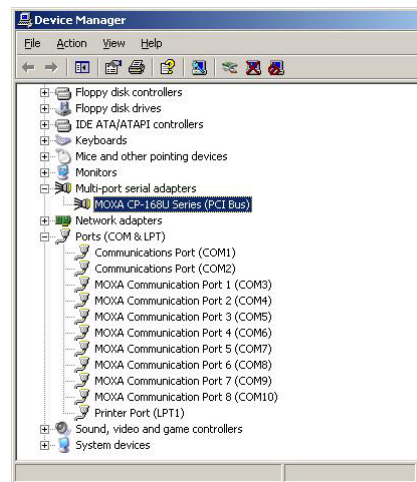 Device Manager
File Action View Help
Floppy disk controllers
Floppy disk drives
IDE ATA/ATAPI controllers
Keyboards
Mice and other pointing devices
Monitors
Multi-port serial adapters
MOXA CP-168U Series (PCI Bus)
Network adapters
Ports (COM & LPT)
Communications Port (COM1)
Communications Port (COM2)
MOXA Communication Port 1 (COM3)
MOXA Communication Port 2 (COM4)
MOXA Communication Port 3 (COM5)
MOXA Communication Port 4 (COM6)
MOXA Communication Port 5 (COM7)
MOXA Communication Port 6 (COM8)
MOXA Communication Port 7 (COM9)
MOXA Communication Port 8 (COM10)
Printer Port (LPT1)
Sound, video and game controllers
System devices